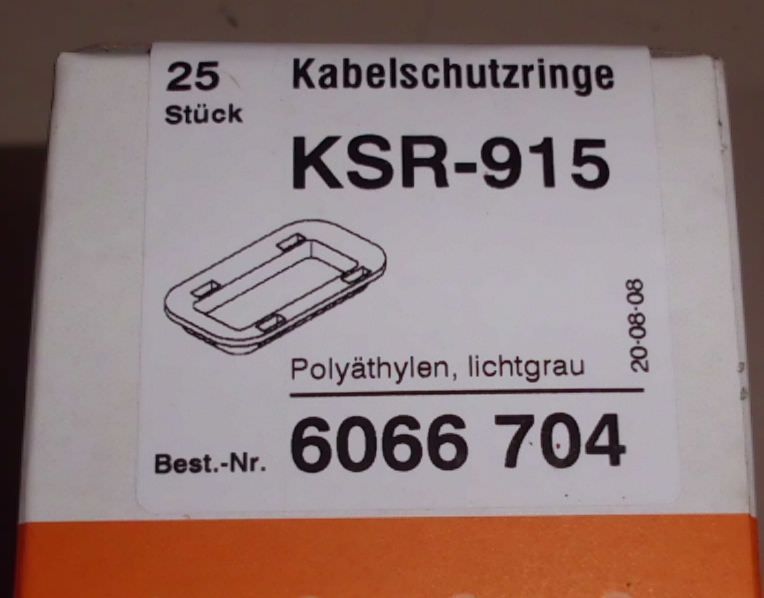 25 Kabelschutzringe
Stück
KSR-915
20-08-08
Polyäthylen, lichtgrau
Best.-Nr. 6066 704